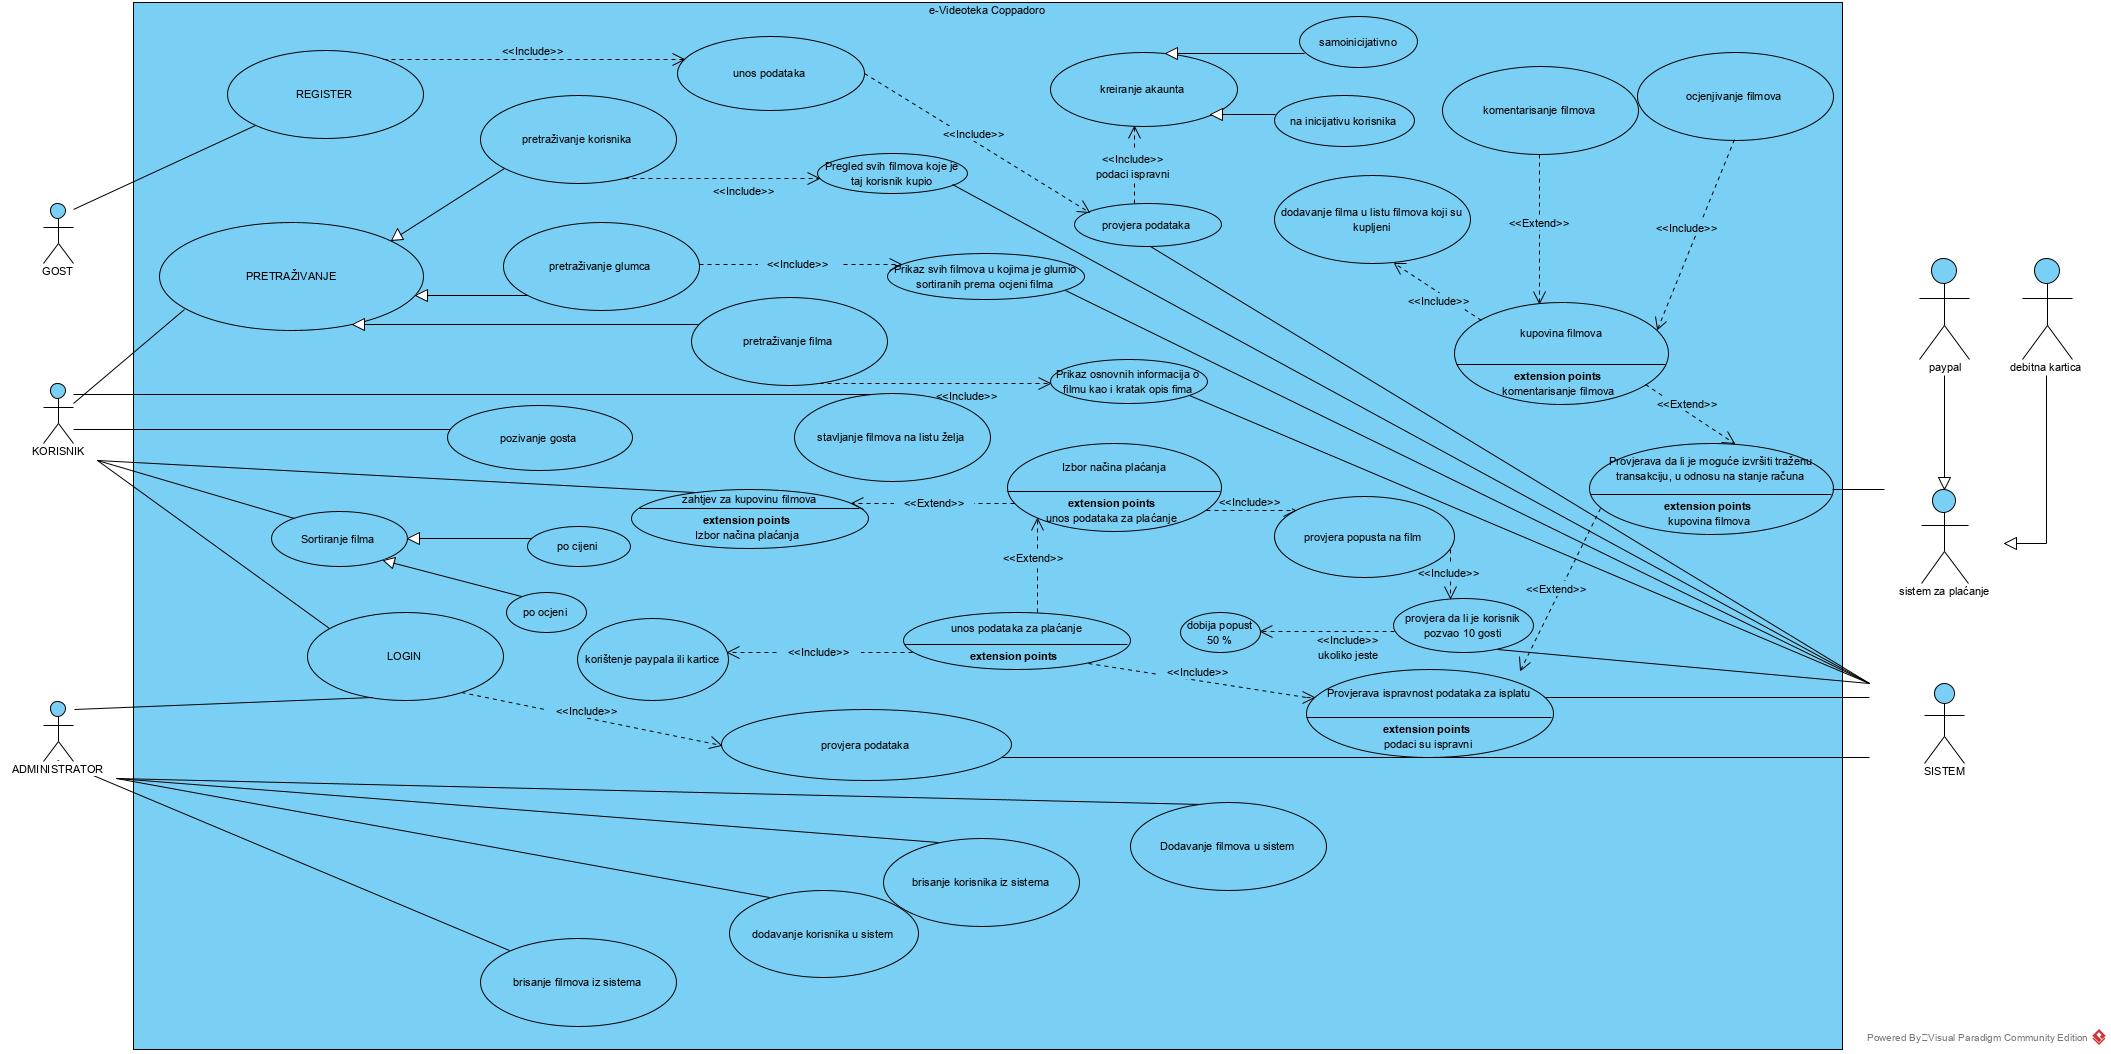 e-Videoteka Coppadoro
samoinicijativno
<<Include>>
unos podataka
REGISTER
kreiranje akaunta
komentarisanje filmova
ocjenjivanje filmova
na inicijativu korisnika
pretraživanje korisnika
<<Include>>
<<Include>>
podaci ispravni
Pregled svih filmova koje je
taj korisnik kupio
<<Include>>
dodavanje filma u listu filmova koji su
kupljeni
<<Extend>>
<<Include>>
provjera podataka
GOST
PRETRAŽIVANJE
pretraživanje glumca
<<Include>>
Prikaz svih filmova u kojima je glumio
sortiranih prema ocjeni filma
<<Include>>
kupovina filmova
extension points
komentarisanje filmova
pretraživanje filma
paypal
debitna kartica
Prikaz osnovnih informacija o
filmu kao i kratak opis fima
<<Include>>
<<Extend>>
KORISNIK
pozivanje gosta
stavljanje filmova na listu želja
Izbor načina plaćanja
extension points
unos podataka za plaćanje
Provjerava da li je moguće izvršiti traženu
transakciju, u odnosu na stanje računa
extension points
kupovina filmova
zahtjev za kupovinu filmova
extension points
Izbor načina plaćanja
<<Extend>>
<<Include>>
Sortiranje filma
po cijeni
<<Extend>>
provjera popusta na film
<<Include>>
<<Extend>>
sistem za plaćanje
po ocjeni
unos podataka za plaćanje
extension points
dobija popust
50 %
provjera da li je korisnik
pozvao 10 gosti
<<Include>>
ukoliko jeste
LOGIN
korištenje paypala ili kartice
<<Include>>
<<Include>>
Provjerava ispravnost podataka za isplatu
extension points
podaci su ispravni
<<Include>>
provjera podataka
ADMINISTRATOR
SISTEM
Dodavanje filmova u sistem
brisanje korisnika iz sistema
dodavanje korisnika u sistem
brisanje filmova iz sistema
Powered By Visual Paradigm Community Edition